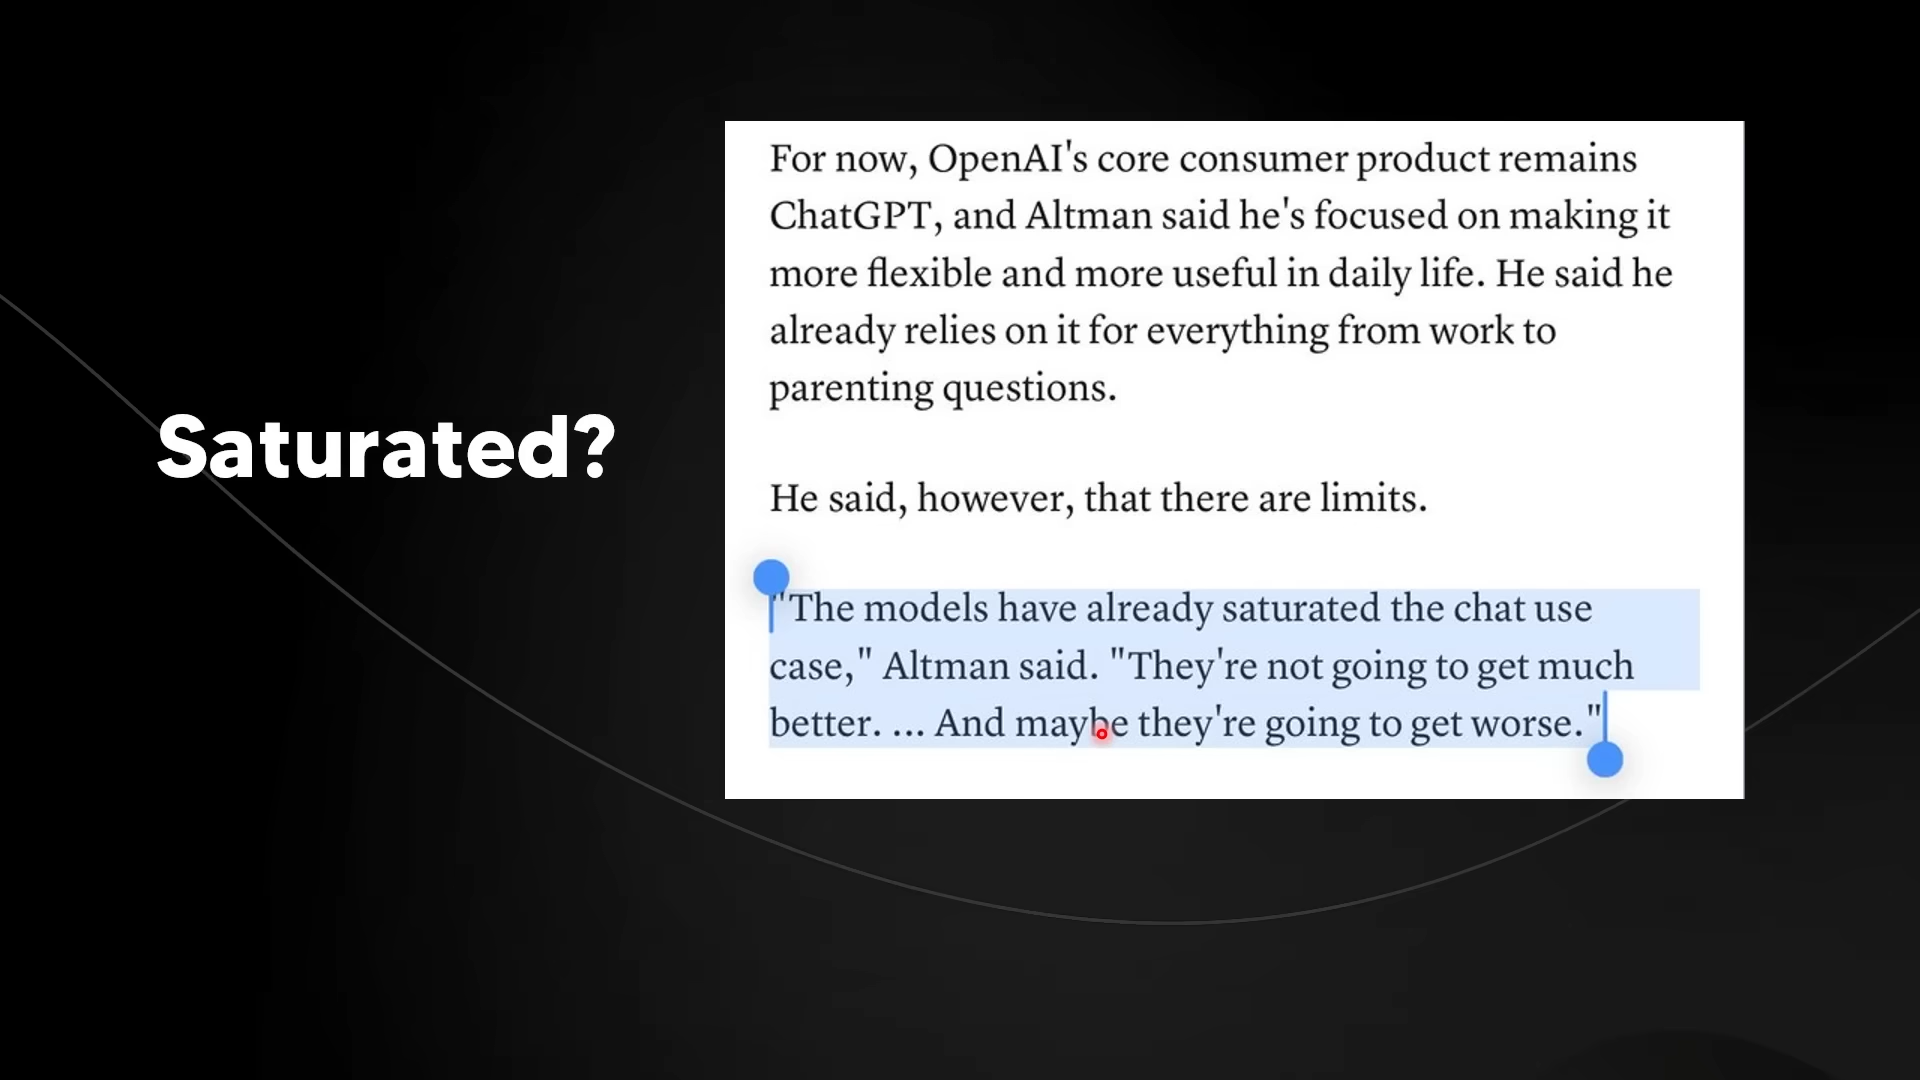 Saturated?
For now, OpenAI's core consumer product remains
ChatGPT, and Altman said he's focused on making it
more flexible and more useful in daily life. He said he
already relies on it for everything from work to
parenting questions.
He said, however, that there are limits.
"The models have already saturated the chat use
case," Altman said. "They're not going to get much
better. ... And maybe they're going to get worse."